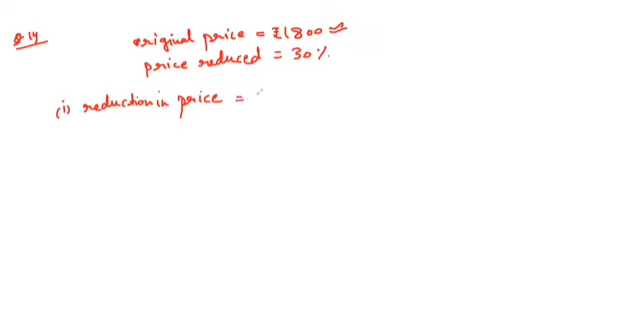 Q 14
original price = ₹1800
price reduced = 30%
(i) reduction in price =